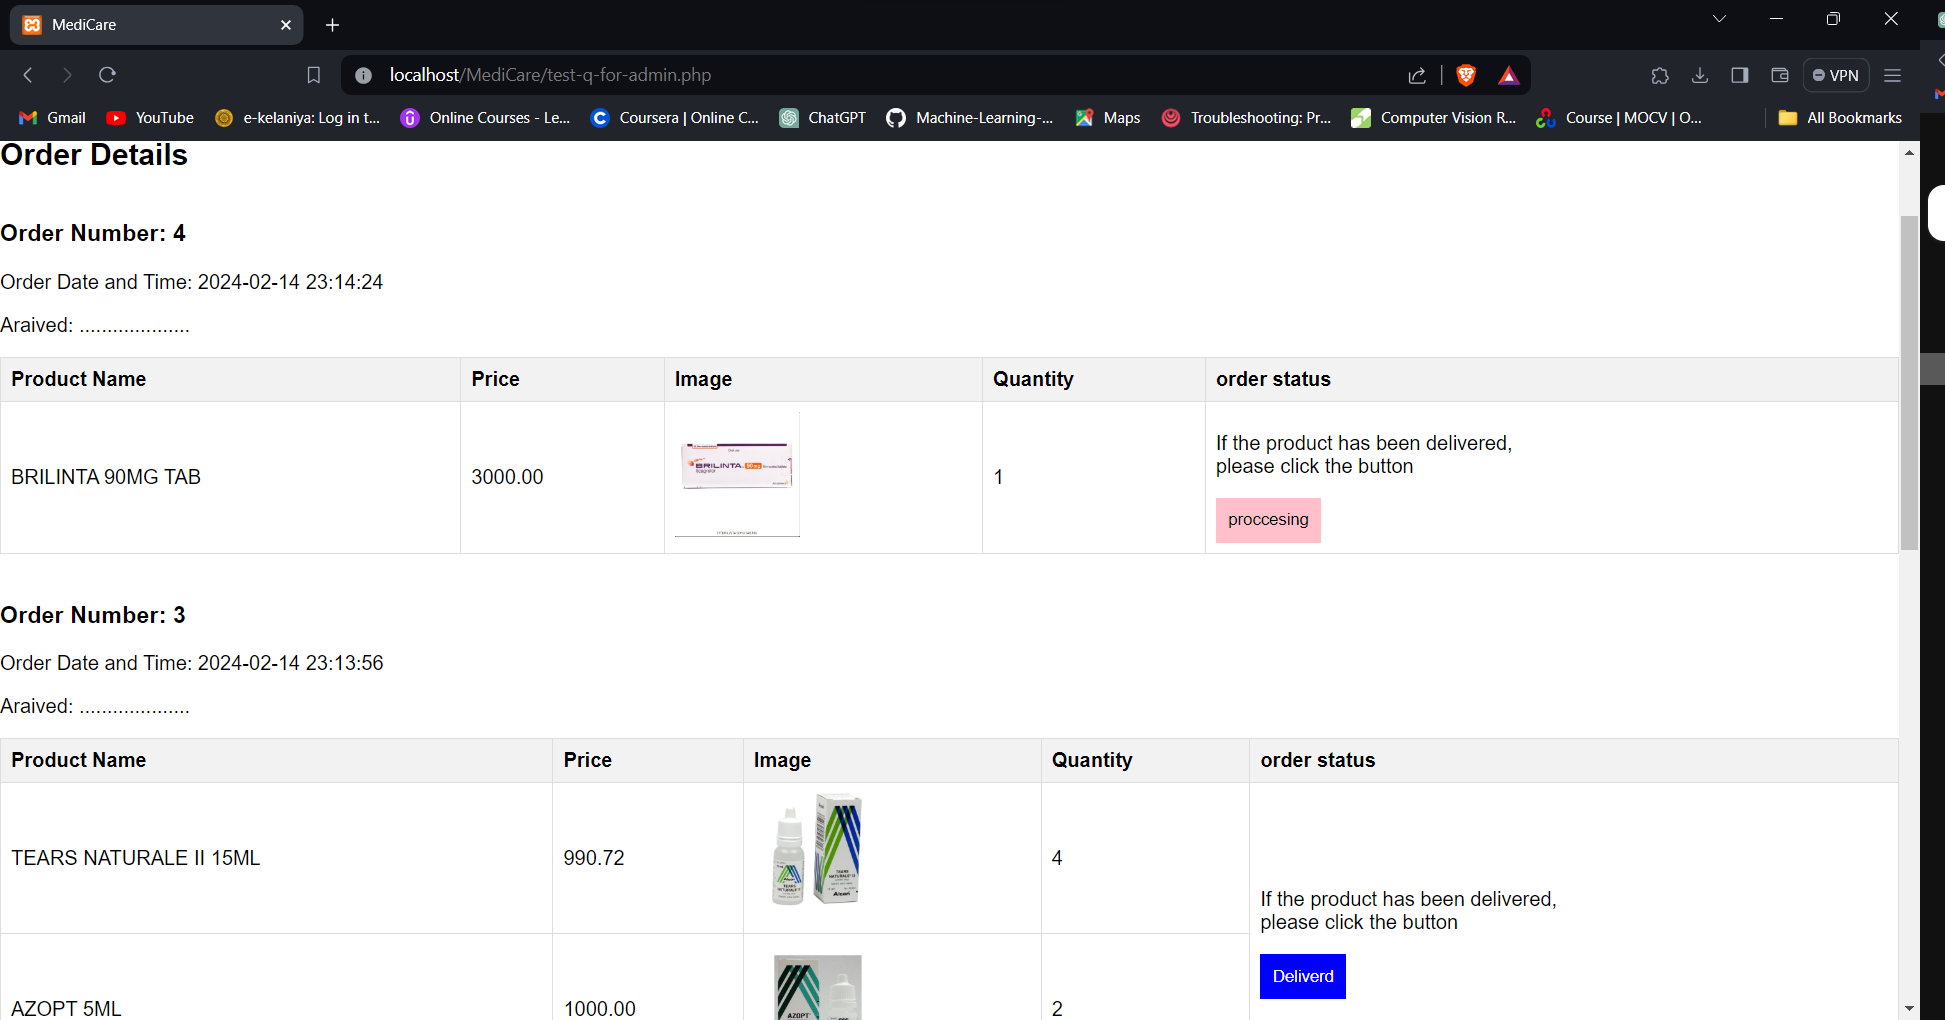 MediCare
localhost/MediCare/test-q-for-admin.php
VPN
Gmail
YouTube
e-kelaniya: Log in t...
Online Courses - Le...
Coursera | Online C...
ChatGPT
Machine-Learning-...
Maps
Troubleshooting: Pr...
Computer Vision R...
Course | MOCV | O...
All Bookmarks
Order Details
Order Number: 4
Order Date and Time: 2024-02-14 23:14:24
Araived: ....................
Product Name Price Image Quantity order status
BRILINTA 90MG TAB 3000.00 1
BRILINTA 90mg
If the product has been delivered,
please click the button
proccesing
Order Number: 3
Order Date and Time: 2024-02-14 23:13:56
Araived: ....................
Product Name Price Image Quantity order status
TEARS NATURALE II 15ML 990.72 4
TEARS
NATURALE II
Alcon
If the product has been delivered,
please click the button
Deliverd
AZOPT 5ML 1000.00 2
AZOPT